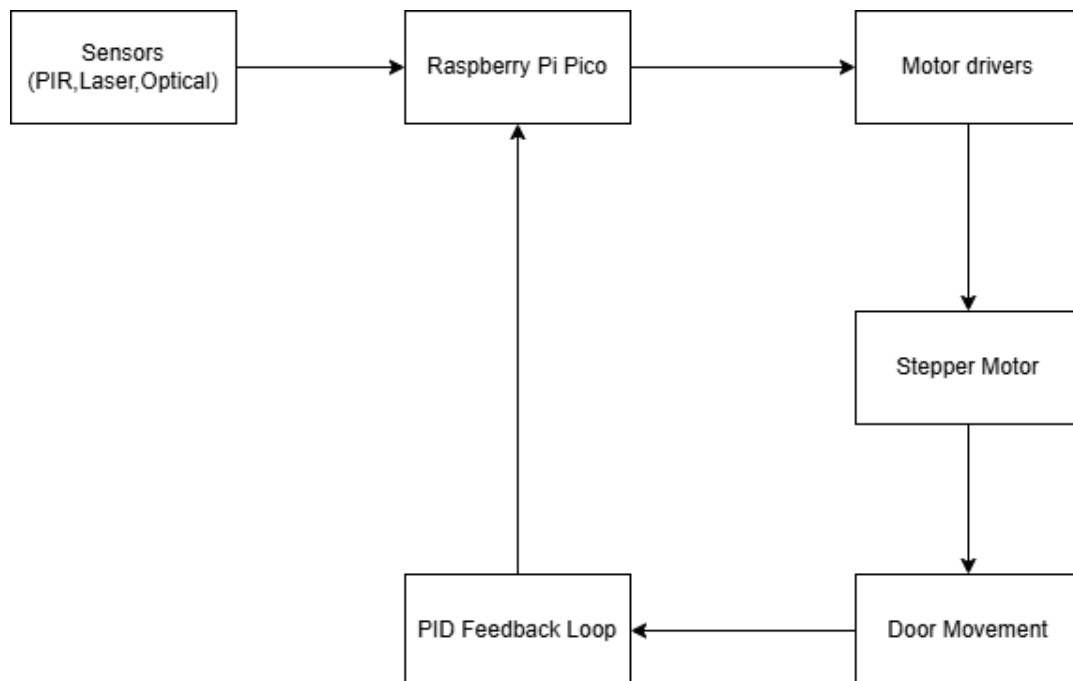 Sensors
(PIR,Laser,Optical)
Raspberry Pi Pico
Motor drivers
Stepper Motor
PID Feedback Loop
Door Movement